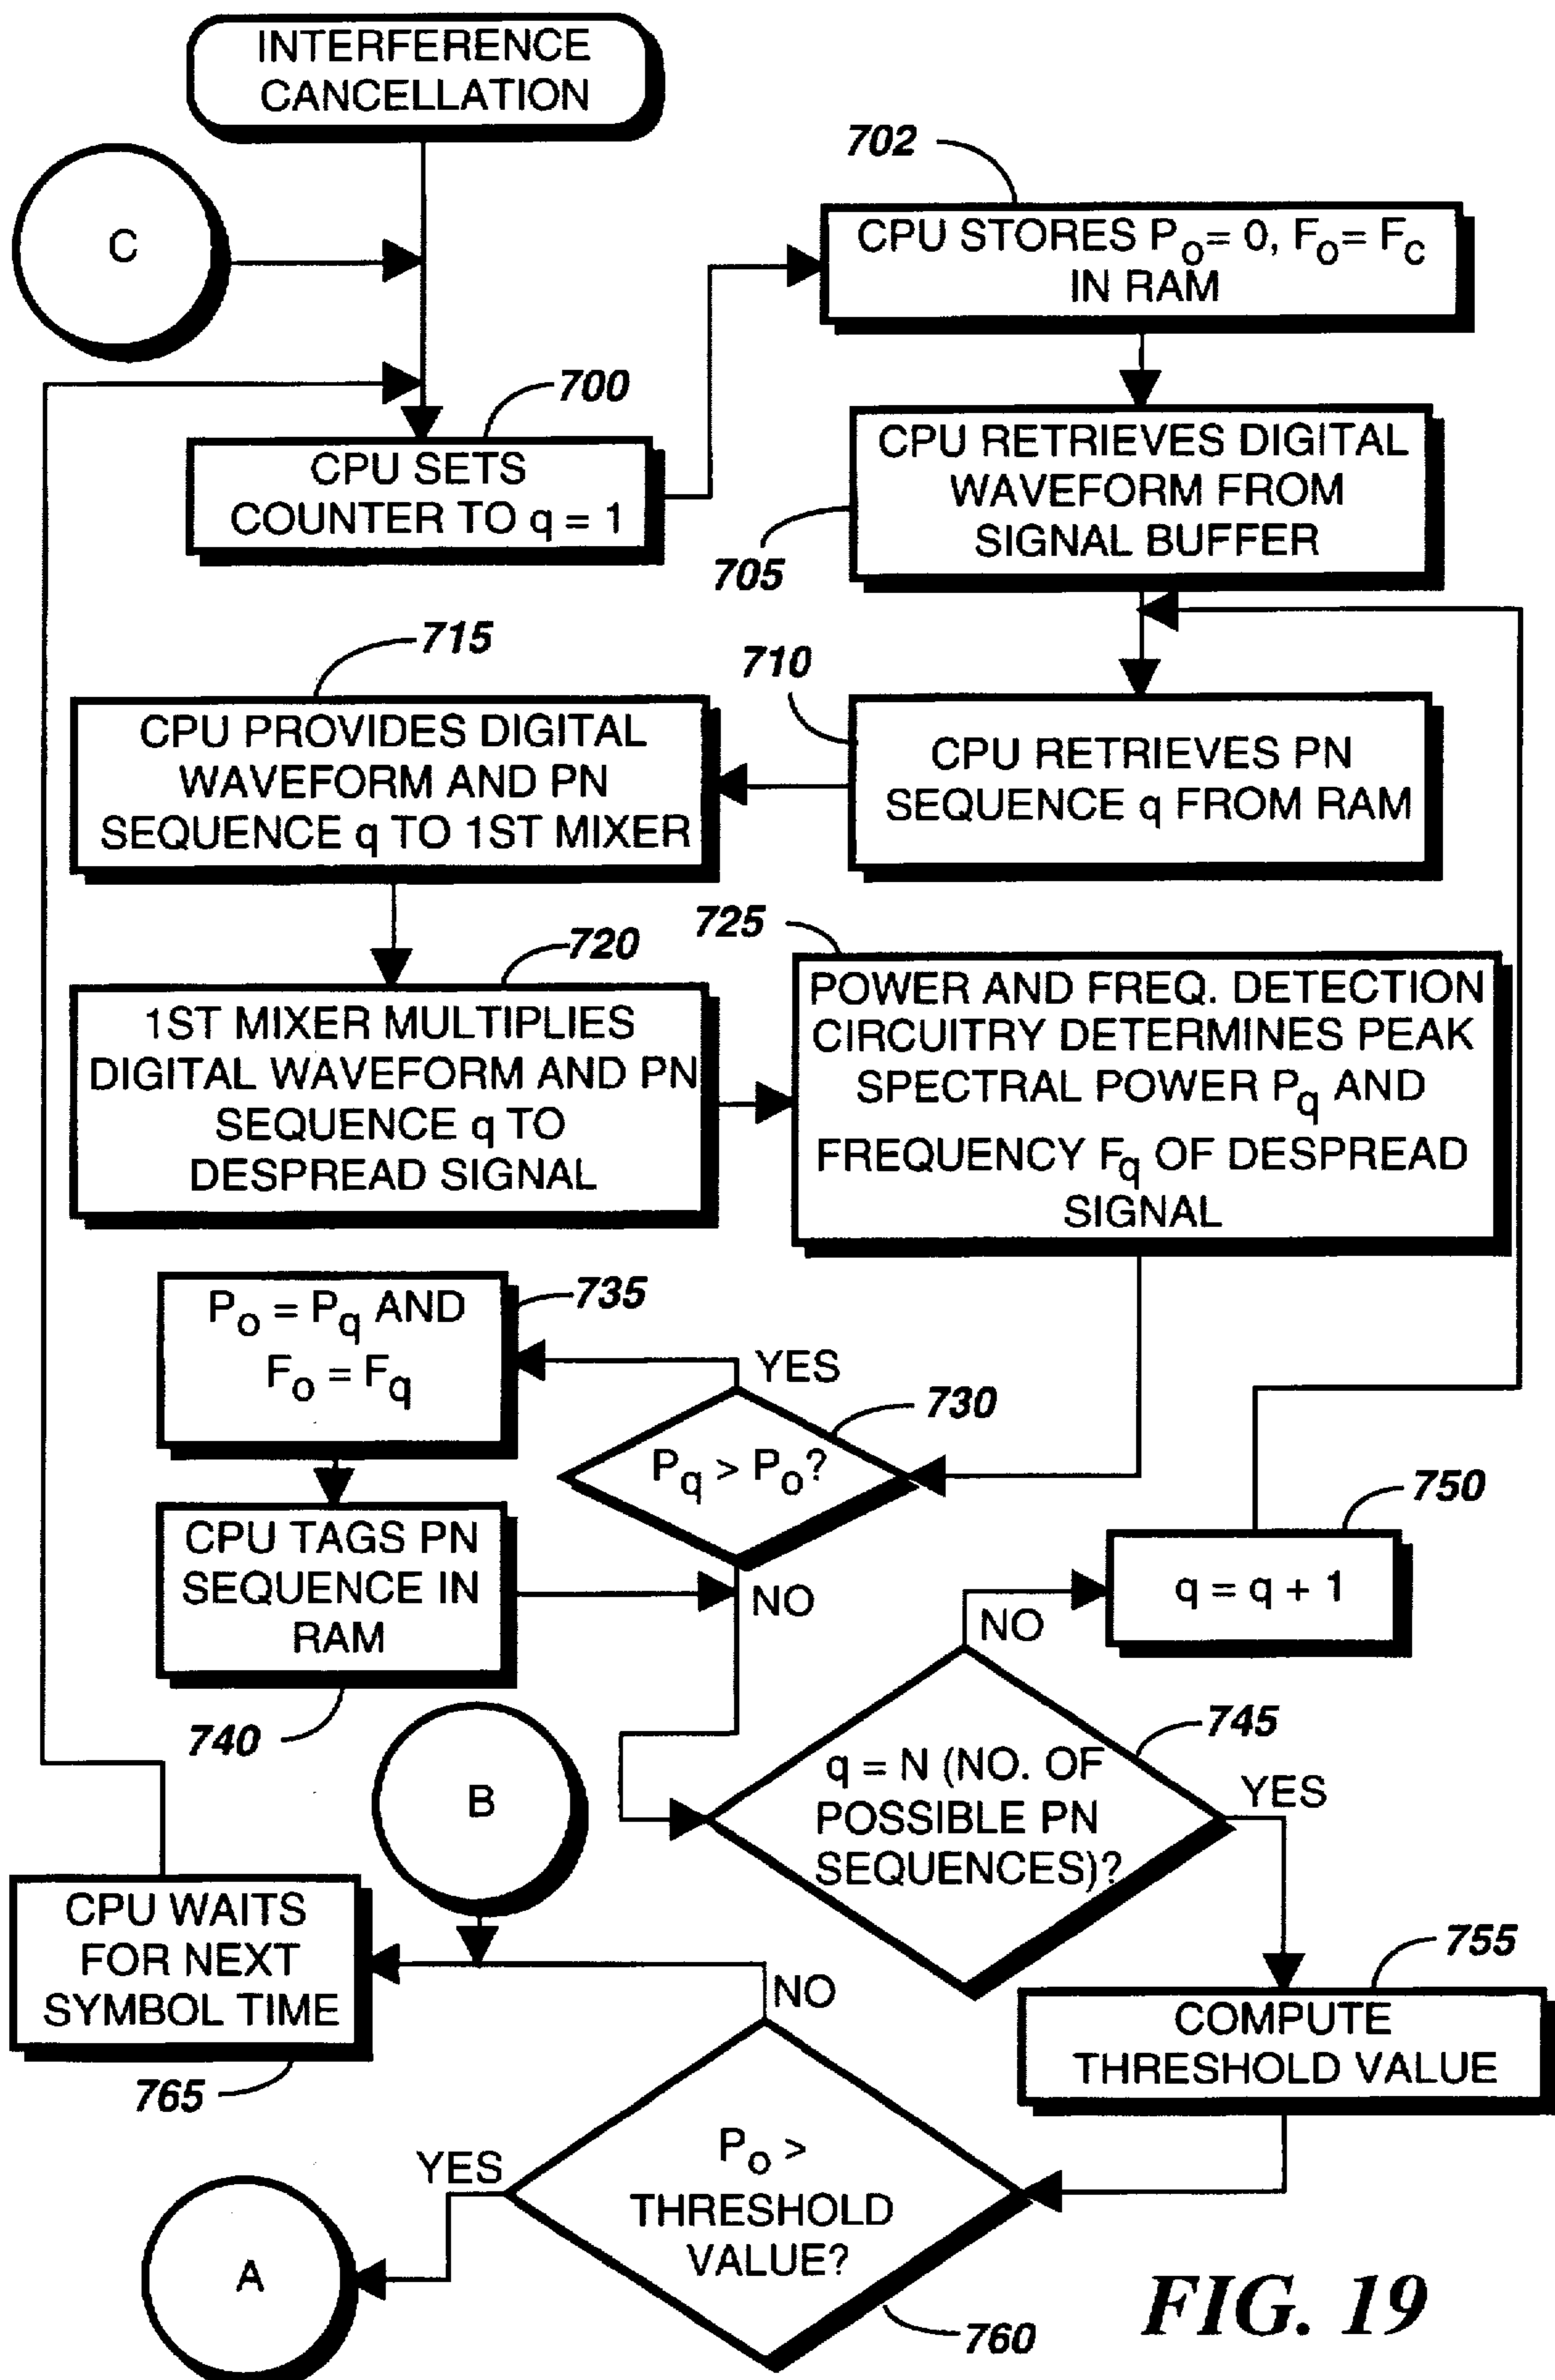 INTERFERENCE
CANCELLATION
C
702
CPU STORES Po = 0, Fo = Fc
IN RAM
700
CPU SETS
COUNTER TO q = 1
CPU RETRIEVES DIGITAL
WAVEFORM FROM
SIGNAL BUFFER
705
715
CPU PROVIDES DIGITAL
WAVEFORM AND PN
SEQUENCE q TO 1ST MIXER
710
CPU RETRIEVES PN
SEQUENCE q FROM RAM
720
1ST MIXER MULTIPLIES
DIGITAL WAVEFORM AND PN
SEQUENCE q TO
DESPREAD SIGNAL
725
POWER AND FREQ. DETECTION
CIRCUITRY DETERMINES PEAK
SPECTRAL POWER Pq AND
FREQUENCY Fq OF DESPREAD
SIGNAL
735
Po = Pq AND
Fo = Fq
YES
730
Pq > Po?
NO
CPU TAGS PN
SEQUENCE IN
RAM
740
750
q = q + 1
NO
745
q = N (NO. OF
POSSIBLE PN
SEQUENCES)?
YES
B
CPU WAITS
FOR NEXT
SYMBOL TIME
765
755
COMPUTE
THRESHOLD VALUE
NO
Po >
THRESHOLD
VALUE?
YES
760
A
FIG. 19